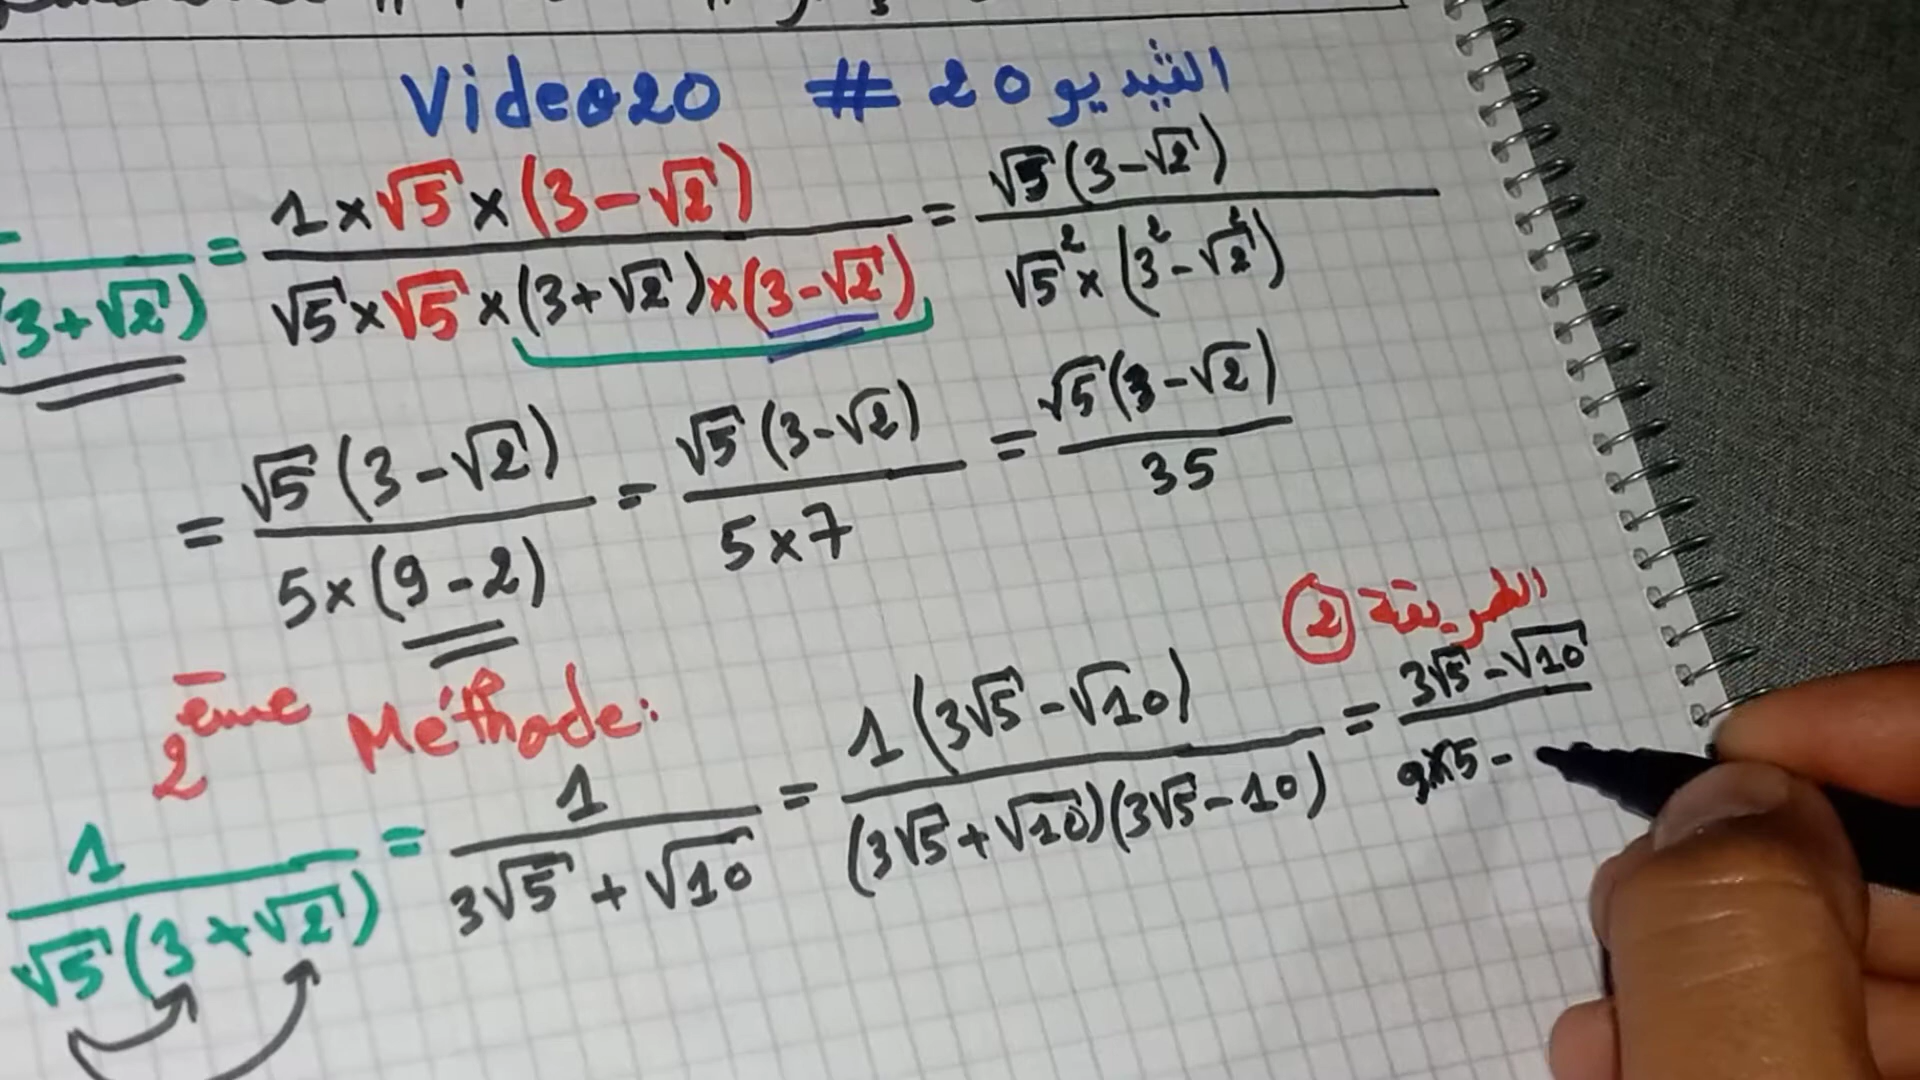 Video20 # 20 الفيديو
(3+√2) = 1×√5×(3-√2) / √5×√5×(3+√2)×(3-√2) = √5(3-√2) / √5²×(3²-√2²)
= √5(3-√2) / 5×(9-2) = √5(3-√2) / 5×7 = √5(3-√2) / 35
الطريقة 2
2ème Méthode:
1 / √5(3+√2) = 1 / 3√5+√10 = 1(3√5-√10) / (3√5+√10)(3√5-10) = 3√5-√10 / 9×5-